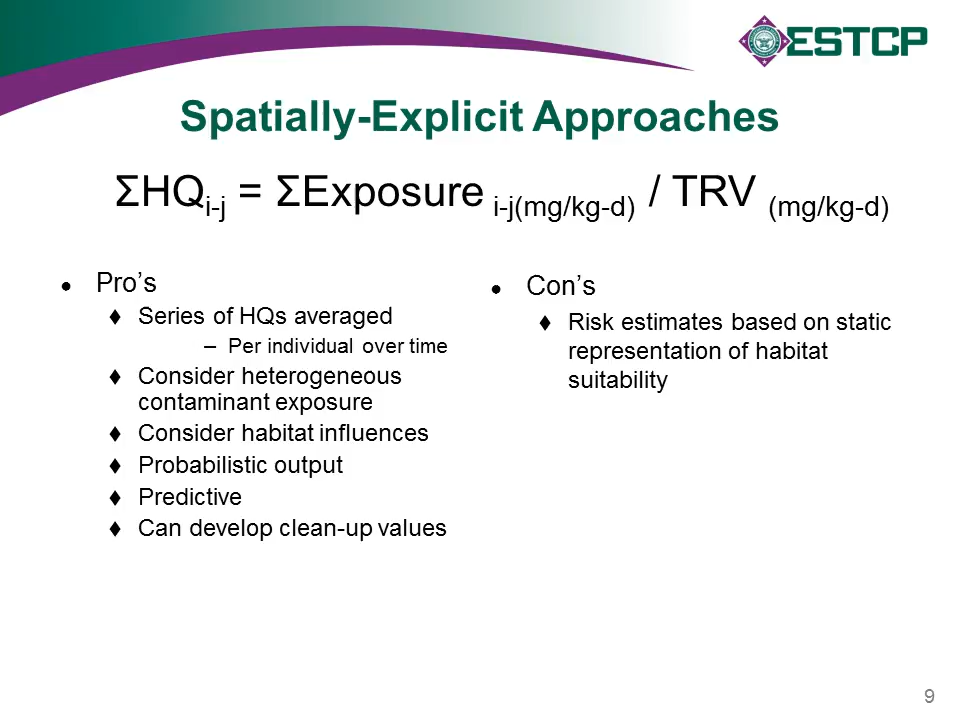 ESTCP
Spatially-Explicit Approaches
ΣHQi-j = ΣExposure i-j(mg/kg-d) / TRV (mg/kg-d)
● Pro’s
♦ Series of HQs averaged
– Per individual over time
♦ Consider heterogeneous
contaminant exposure
♦ Consider habitat influences
♦ Probabilistic output
♦ Predictive
♦ Can develop clean-up values
● Con’s
♦ Risk estimates based on static
representation of habitat
suitability
9